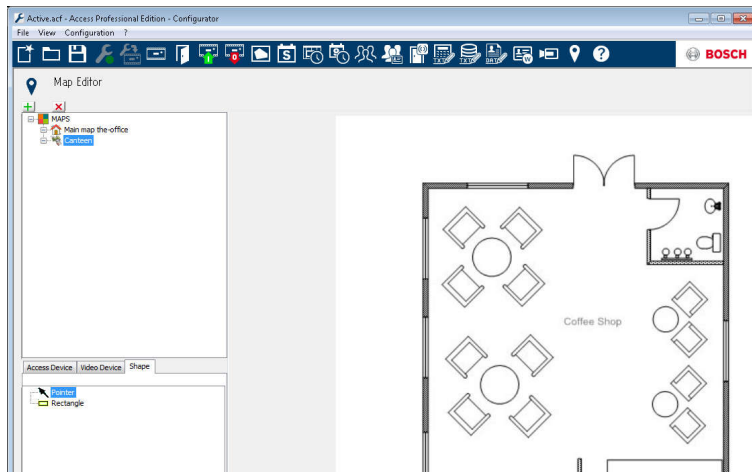 Active.acf - Access Professional Edition - Configurator
File View Configuration ?
BOSCH
Map Editor
MAPS
Main map the-office
Canteen
Coffee Shop
Access Device Video Device Shape
Pointer
Rectangle